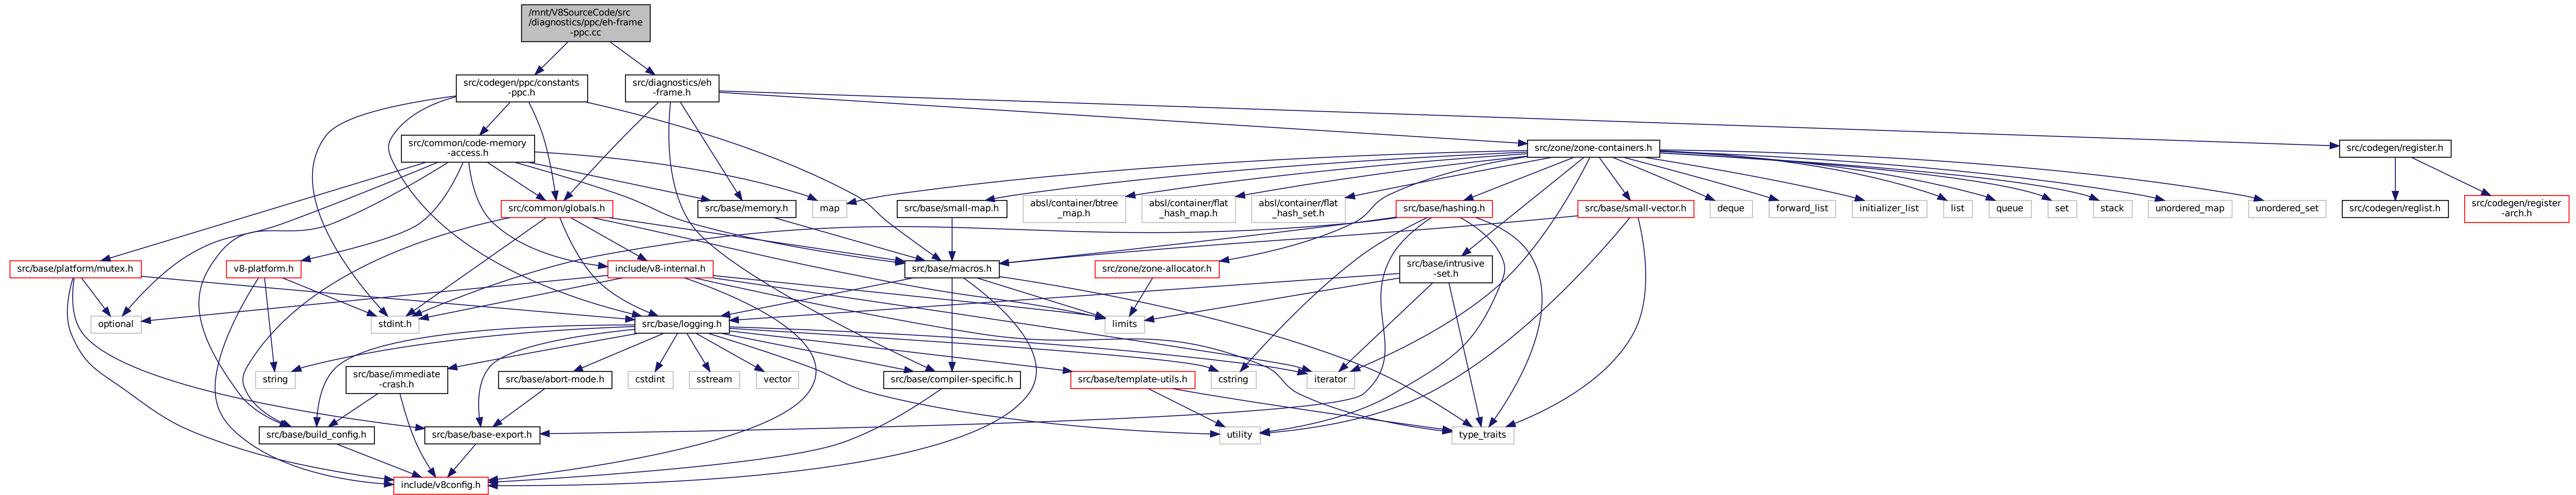 /mnt/V8SourceCode/src
/diagnostics/ppc/eh-frame
-ppc.cc
src/codegen/ppc/constants
-ppc.h
src/diagnostics/eh
-frame.h
src/common/code-memory
-access.h
src/zone/zone-containers.h
src/codegen/register.h
src/common/globals.h
src/base/memory.h
map
src/base/small-map.h
absl/container/btree
_map.h
absl/container/flat
_hash_map.h
absl/container/flat
_hash_set.h
src/base/hashing.h
src/base/small-vector.h
deque
forward_list
initializer_list
list
queue
set
stack
unordered_map
unordered_set
src/codegen/reglist.h
src/codegen/register
-arch.h
src/base/platform/mutex.h
v8-platform.h
include/v8-internal.h
src/base/macros.h
src/zone/zone-allocator.h
src/base/intrusive
-set.h
optional
stdint.h
src/base/logging.h
limits
string
src/base/immediate
-crash.h
src/base/abort-mode.h
cstdint
sstream
vector
src/base/compiler-specific.h
src/base/template-utils.h
cstring
iterator
src/base/build_config.h
src/base/base-export.h
utility
type_traits
include/v8config.h